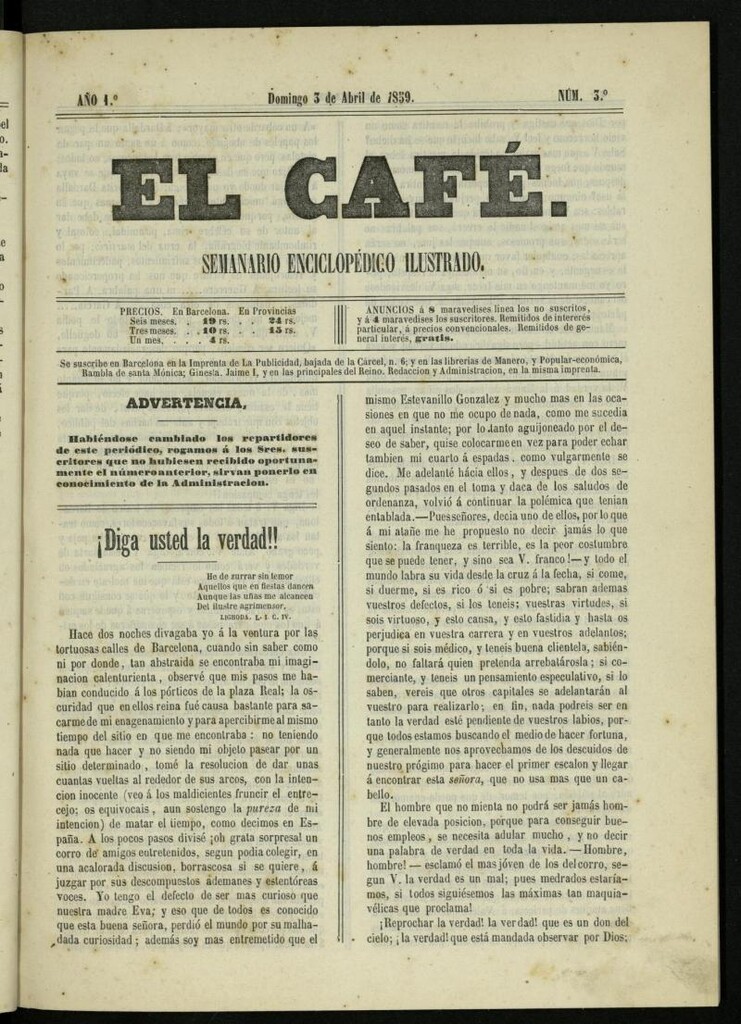 AÑO 1.º
Domingo 3 de Abril de 1859.
NÚM. 3.º
EL CAFÉ.
SEMANARIO ENCICLOPÉDICO ILUSTRADO.
PRECIOS. En Barcelona. En Provincias
Seis meses. . 19 rs. . . 24 rs.
Tres meses. . . 10 rs. . . 15 rs.
Un mes. . . . 4 rs.
ANUNCIOS á 8 maravedises linea los no suscritos,
y á 4 maravedises los suscritores. Remitidos de intererés
particular, á precios convencionales. Remitidos de ge-
neral interés, gratis.
Se suscribe en Barcelona en la Imprenta de La Publicidad, bajada de la Cárcel, n. 6; y en las librerias de Manero, y Popular-económica,
Rambla de santa Mónica; Ginesta, Jaime I, y en las principales del Reino. Redaccion y Administracion, en la misma imprenta.
ADVERTENCIA,
Habiéndose cambiado los repartidores
de este periódico, rogamos á los Sres. sus-
critores que no hubiesen recibido oportuna-
mente el número anterior, sirvan ponerlo en
conocimiento de la Administracion.
¡Diga usted la verdad!!
He de zurrar sin temor
Aquellos que en fiestas dancen
Aunque las uñas me alcancen
Del ilustre agrimensor,
LIGRODA. L. I C. IV.
Hace dos noches divagaba yo á la ventura por las
tortuosas calles de Barcelona, cuando sin saber como
ni por donde, tan abstraida se encontraba mi imagi-
nacion calenturienta, observé que mis pasos me ha-
bian conducido á los pórticos de la plaza Real; la os-
curidad que en ellos reina fué causa bastante para sa-
carme de mi enagenamiento y para apercibirme al mismo
tiempo del sitio en que me encontraba: no teniendo
nada que hacer y no siendo mi objeto pasear por un
sitio determinado, tomé la resolucion de dar unas
cuantas vueltas al rededor de sus arcos, con la inten-
cion inocente (veo á los maldicientes fruncir el entre-
cejo; os equivocais, aun sostengo la pureza de mi
intencion) de matar el tiempo, como decimos en Es-
paña. A los pocos pasos divisé ¡oh grata sorpresa! un
corro de amigos entretenidos, segun podia colegir, en
una acalorada discusion, borrascosa si se quiere, á
juzgar por sus descompuestos ademanes y estentóreas
voces. Yo tengo el defecto de ser mas curioso que
nuestra madre Eva; y eso que de todos es conocido
que esta buena señora, perdió el mundo por su malha-
dada curiosidad; además soy mas entremetido que el
mismo Estevanillo Gonzalez y mucho mas en las oca-
siones en que no me ocupo de nada, como me sucedia
en aquel instante; por lo tanto aguijoneado por el de-
seo de saber, quise colocarme en vez para poder echar
tambien mi cuarto á espadas, como vulgarmente se
dice. Me adelanté hácia ellos, y despues de dos se-
gundos pasados en el toma y daca de los saludos de
ordenanza, volvió á continuar la polémica que tenian
entablada.—Pues señores, decia uno de ellos, por lo que
á mi atañe me he propuesto no decir jamás lo que
siento: la franqueza es terrible, es la peor costumbre
que se puede tener, y sino sea V. franco!—y todo el
mundo labra su vida desde la cruz á la fecha, si come,
si duerme, si es rico ó si es pobre; sabran ademas
vuestros defectos, si los teneis; vuestras virtudes, si
sois virtuoso, y esto cansa, y esto fastidia y hasta os
perjudica en vuestra carrera y en vuestros adelantos;
porque si sois médico, y teneis buena clientela, sabién-
dolo, no faltará quien pretenda arrebatárosla; si co-
merciante, y teneis un pensamiento especulativo, si lo
saben, vereis que otros capitales se adelantarán al
vuestro para realizarlo; en fin, nada podreis ser en
tanto la verdad esté pendiente de vuestros labios, por-
que todos estamos buscando el medio de hacer fortuna,
y generalmente nos aprovechamos de los descuidos de
nuestro prógimo para hacer el primer escalon y llegar
á encontrar esta señora, que no usa mas que un ca-
bello.
El hombre que no mienta no podrá ser jamás hom-
bre de elevada posicion, porque para conseguir bue-
nos empleos, se necesita adular mucho, y no decir
una palabra de verdad en toda la vida.—Hombre,
hombre!—esclamó el mas jóven de los del corro, se-
gun V. la verdad es un mal; pues medrados estaría-
mos, si todos siguiésemos las máximas tan maquia-
vélicas que proclama!
¡Reprochar la verdad! la verdad! que es un don del
cielo; ¡la verdad! que está mandada observar por Dios;